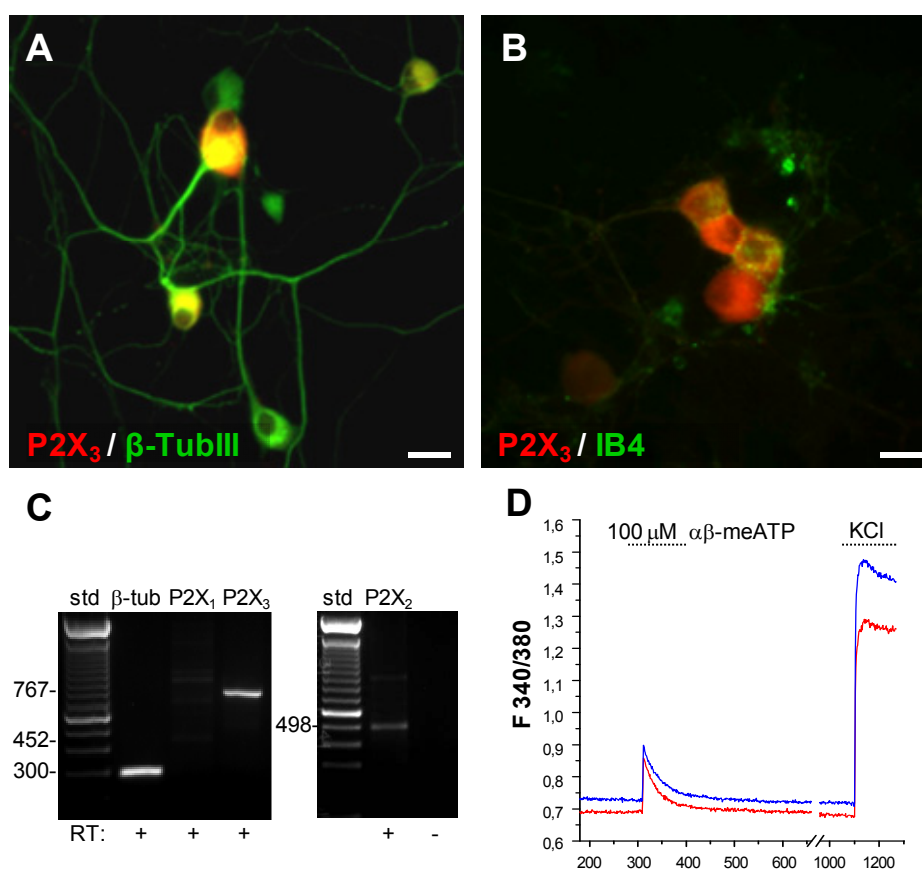 A
P2X₃ / β-TubIII
B
P2X₃ / IB4
C
std β-tub P2X₁ P2X₃
767-
452-
300-
RT: + + +
std P2X₂
498-
+ -
D
100 μM αβ-meATP
KCl
F 340/380
1,6
1,5
1,4
1,3
1,2
1,1
1,0
0,9
0,8
0,7
0,6
200 300 400 500 600 1000 1200